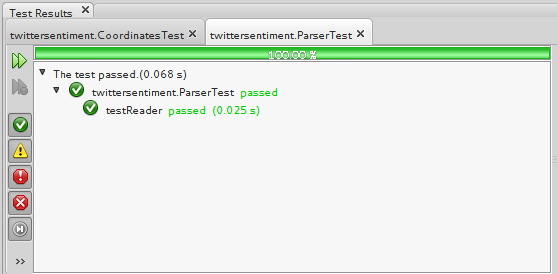 Test Results
twittersentiment.CoordinatesTest twittersentiment.ParserTest
100.00 %
The test passed.(0.068 s)
twittersentiment.ParserTest passed
testReader passed (0.025 s)
>>